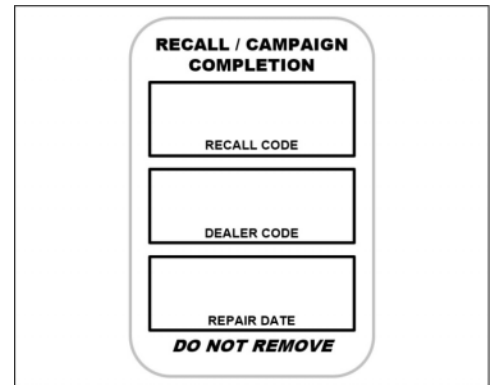 RECALL / CAMPAIGN
COMPLETION
RECALL CODE
DEALER CODE
REPAIR DATE
DO NOT REMOVE